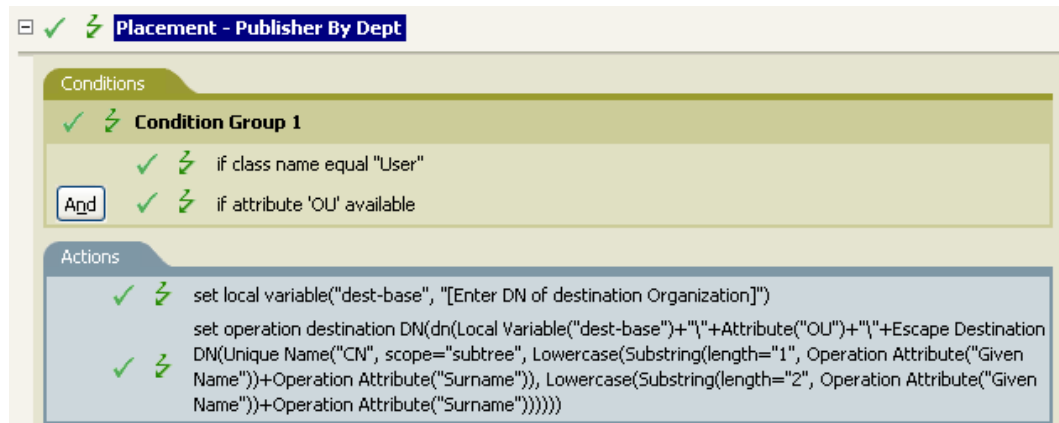 Placement - Publisher By Dept
Conditions
Condition Group 1
if class name equal "User"
And
if attribute 'OU' available
Actions
set local variable("dest-base", "[Enter DN of destination Organization]")
set operation destination DN(dn(Local Variable("dest-base")+"\"+Attribute("OU")+"\"+Escape Destination
DN(Unique Name("CN", scope="subtree", Lowercase(Substring(length="1", Operation Attribute("Given
Name"))+Operation Attribute("Surname")), Lowercase(Substring(length="2", Operation Attribute("Given
Name"))+Operation Attribute("Surname"))))))